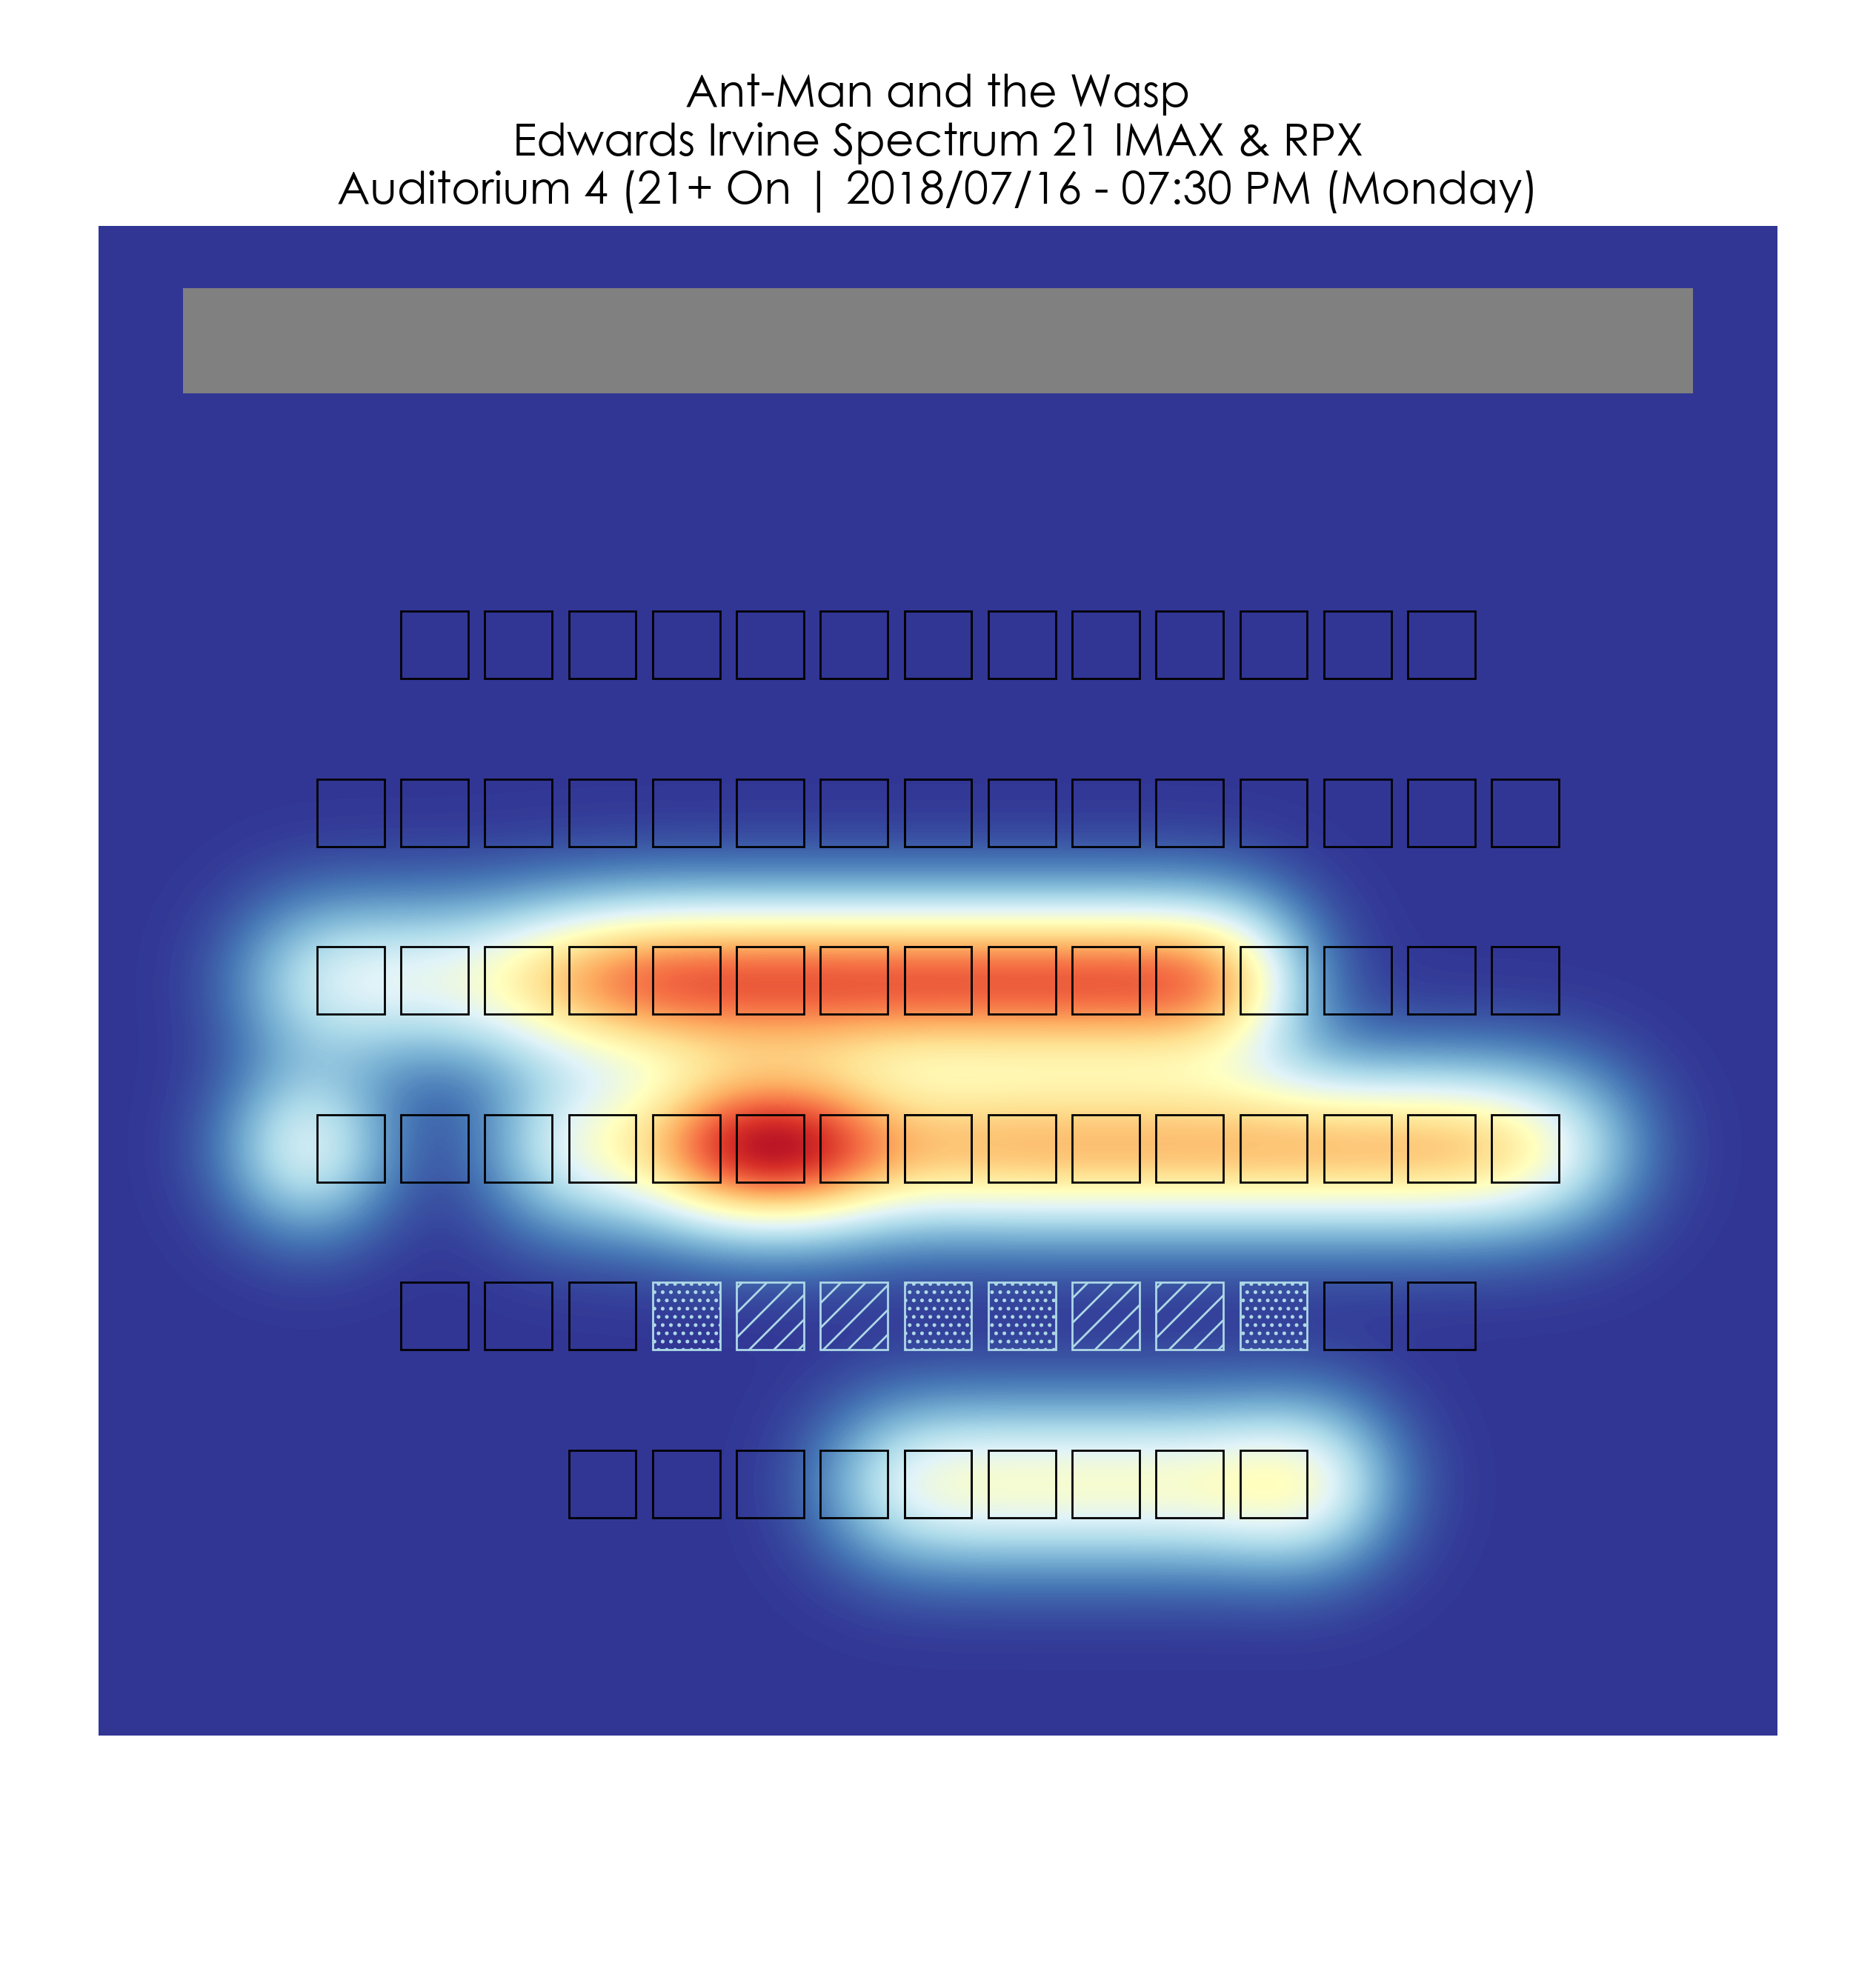 Ant-Man and the Wasp
Edwards Irvine Spectrum 21 IMAX & RPX
Auditorium 4 (21+ On | 2018/07/16 - 07:30 PM (Monday)